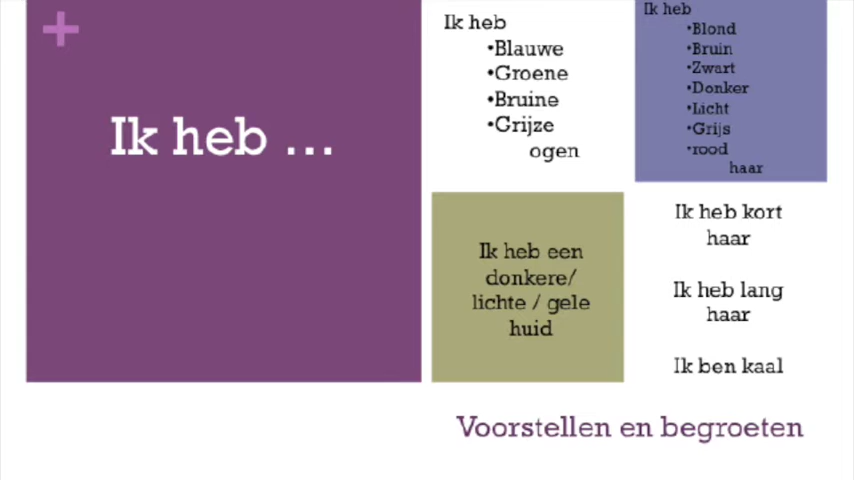 +
Ik heb ...
Ik heb
•Blauwe
•Groene
•Bruine
•Grijze
ogen
Ik heb
•Blond
•Bruin
•Zwart
•Donker
•Licht
•Grijs
•rood
haar
Ik heb een
donkere/
lichte / gele
huid
Ik heb kort
haar
Ik heb lang
haar
Ik ben kaal
Voorstellen en begroeten